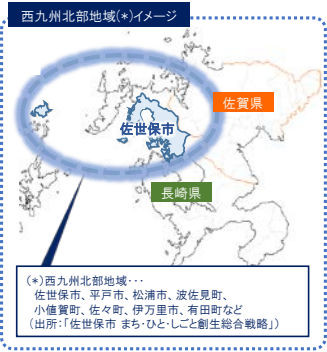 西九州北部地域(*)イメージ
佐賀県
佐世保市
長崎県
(*)西九州北部地域･･･
佐世保市、平戸市、松浦市、波佐見町、
小値賀町、佐々町、伊万里市、有田町など
(出所:「佐世保市 まち･ひと･しごと創生総合戦略」)